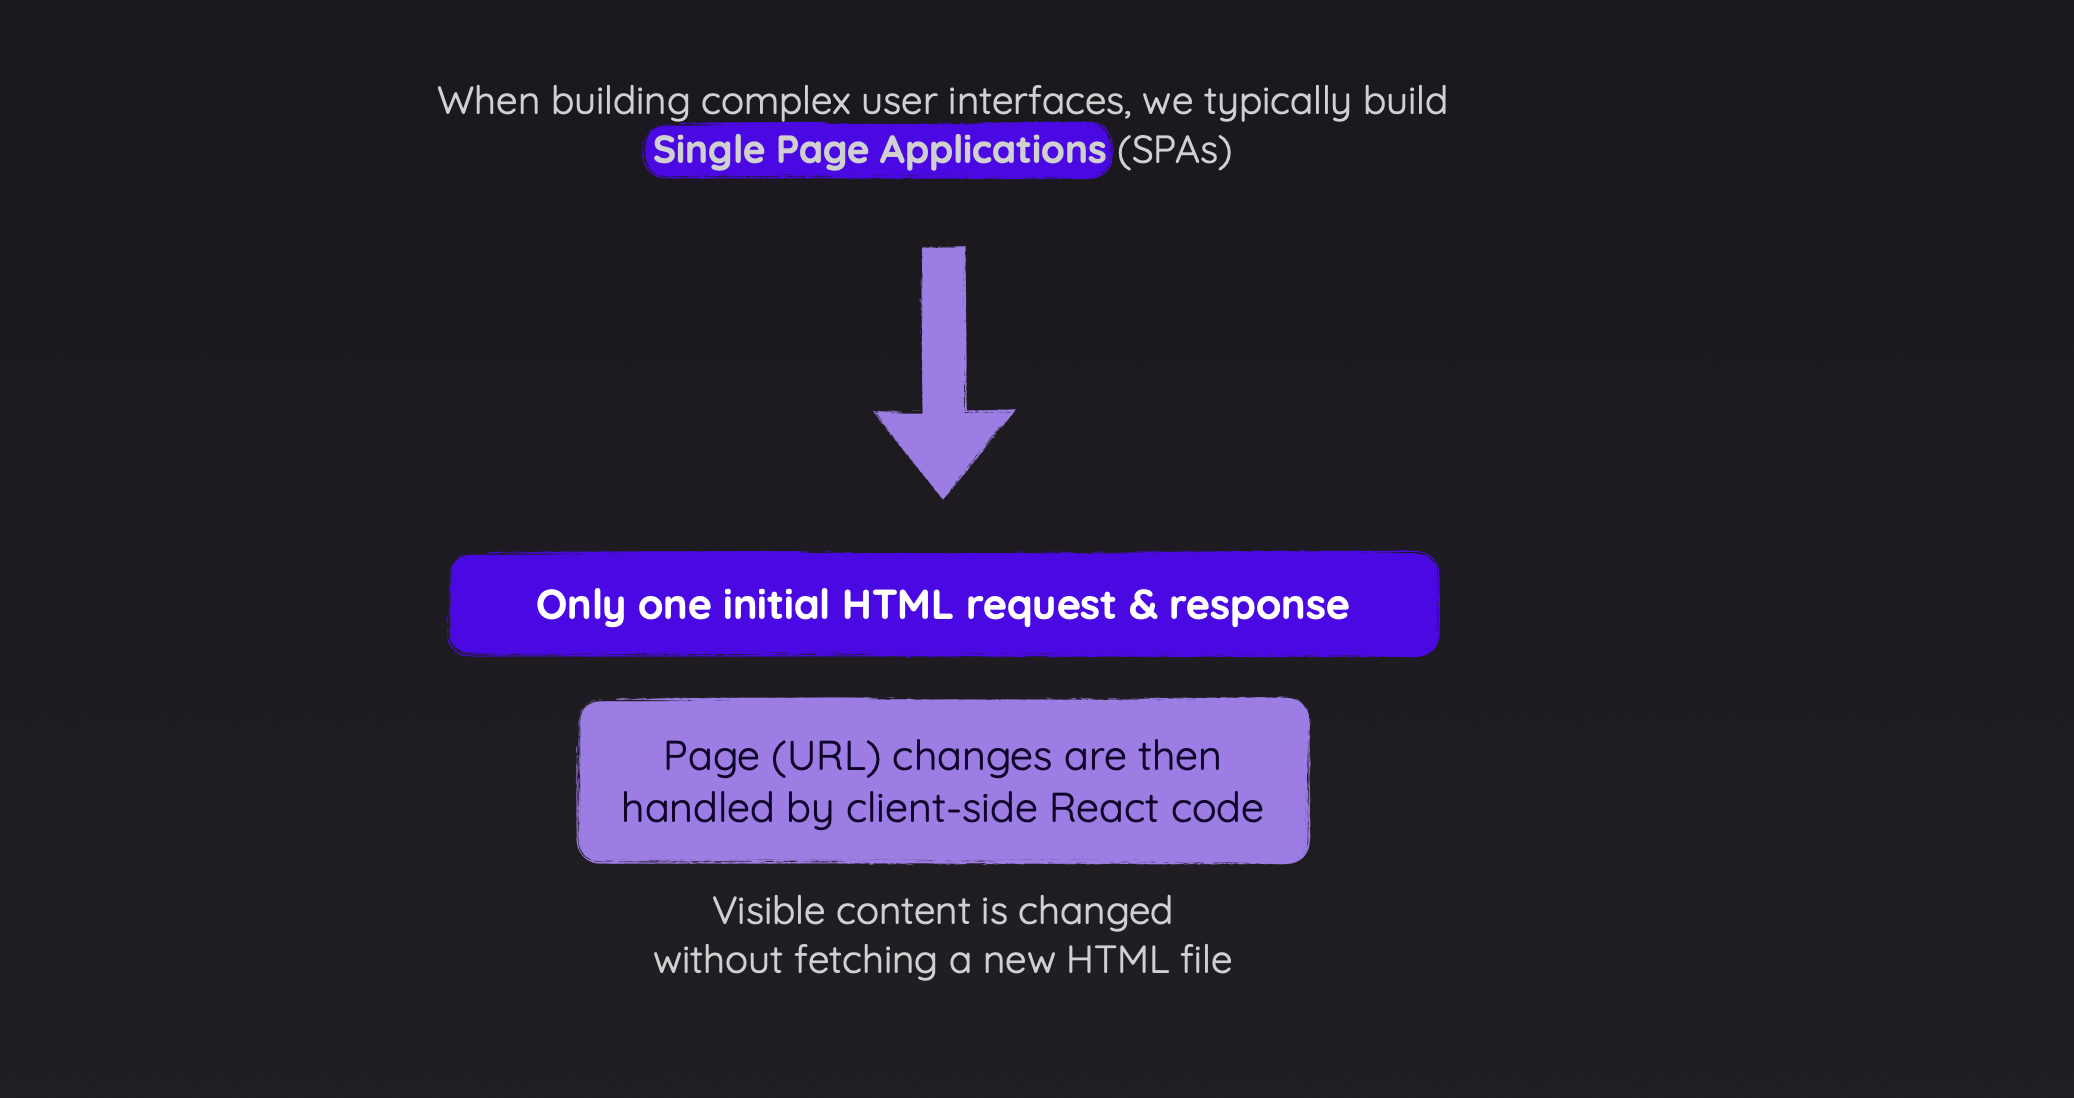 When building complex user interfaces, we typically build
Single Page Applications (SPAs)
Only one initial HTML request & response
Page (URL) changes are then
handled by client-side React code
Visible content is changed
without fetching a new HTML file